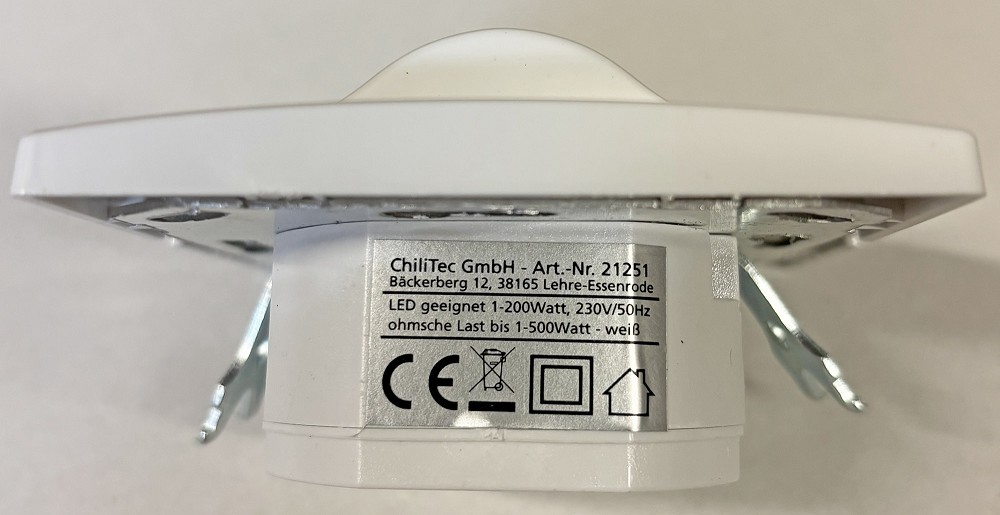 ChiliTec GmbH - Art.-Nr. 21251
Bäckerberg 12, 38165 Lehre-Essenrode
LED geeignet 1-200Watt, 230V/50Hz
ohmsche Last bis 1-500Watt - weiß
CE